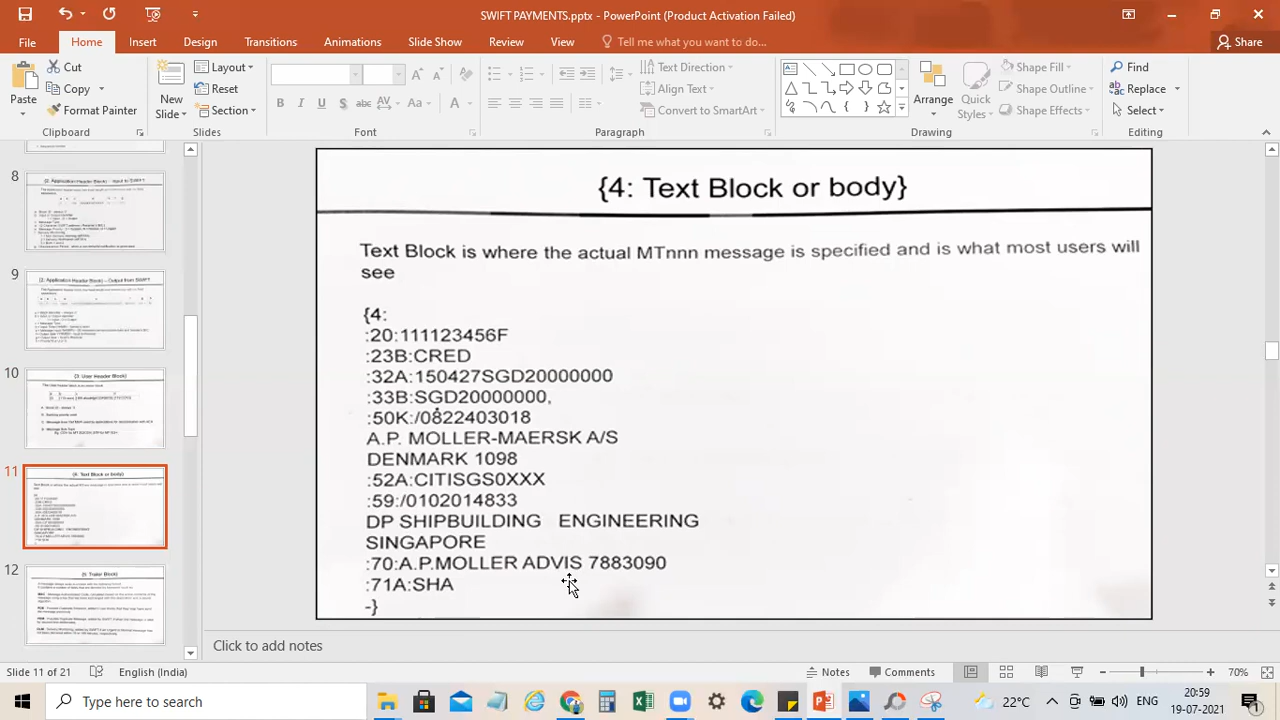 SWIFT PAYMENTS.pptx - PowerPoint (Product Activation Failed)
File Home Insert Design Transitions Animations Slide Show Review View Tell me what you want to do... Share
Paste
Cut
Copy
Format Painter
Clipboard
New
Slide
Layout
Reset
Section
Slides
B I U S abc AV Aa A
Font
Text Direction
Align Text
Convert to SmartArt
Paragraph
Arrange
Quick
Styles
Shape Fill
Shape Outline
Shape Effects
Drawing
Find
Replace
Select
Editing
8
9
10
11
12
{4: Text Block or body}
Text Block is where the actual MTnnn message is specified and is what most users will
see
{4:
:20:111123456F
:23B:CRED
:32A:150427SGD20000000
:33B:SGD20000000,
:50K:/0822403018
A.P. MOLLER-MAERSK A/S
DENMARK 1098
:52A:CITISGS0XXX
:59:/0102014833
DP SHIPBUILDING ENGINEERING
SINGAPORE
:70:A.P.MOLLER ADVIS 7883090
:71A:SHA
-}
Click to add notes
Slide 11 of 21 English (India) Notes Comments 70%
Type here to search
22°C ENG
20:59
19-07-2021